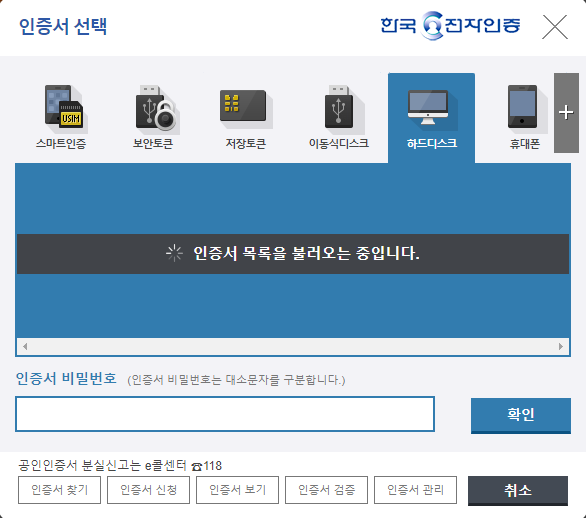 인증서 선택
한국전자인증
USIM
스마트인증 보안토큰 저장토큰 이동식디스크 하드디스크 휴대폰 +
인증서 목록을 불러오는 중입니다.
인증서 비밀번호 (인증서 비밀번호는 대소문자를 구분합니다.)
확인
공인인증서 분실신고는 e콜센터 ☎118
인증서 찾기 인증서 신청 인증서 보기 인증서 검증 인증서 관리 취소